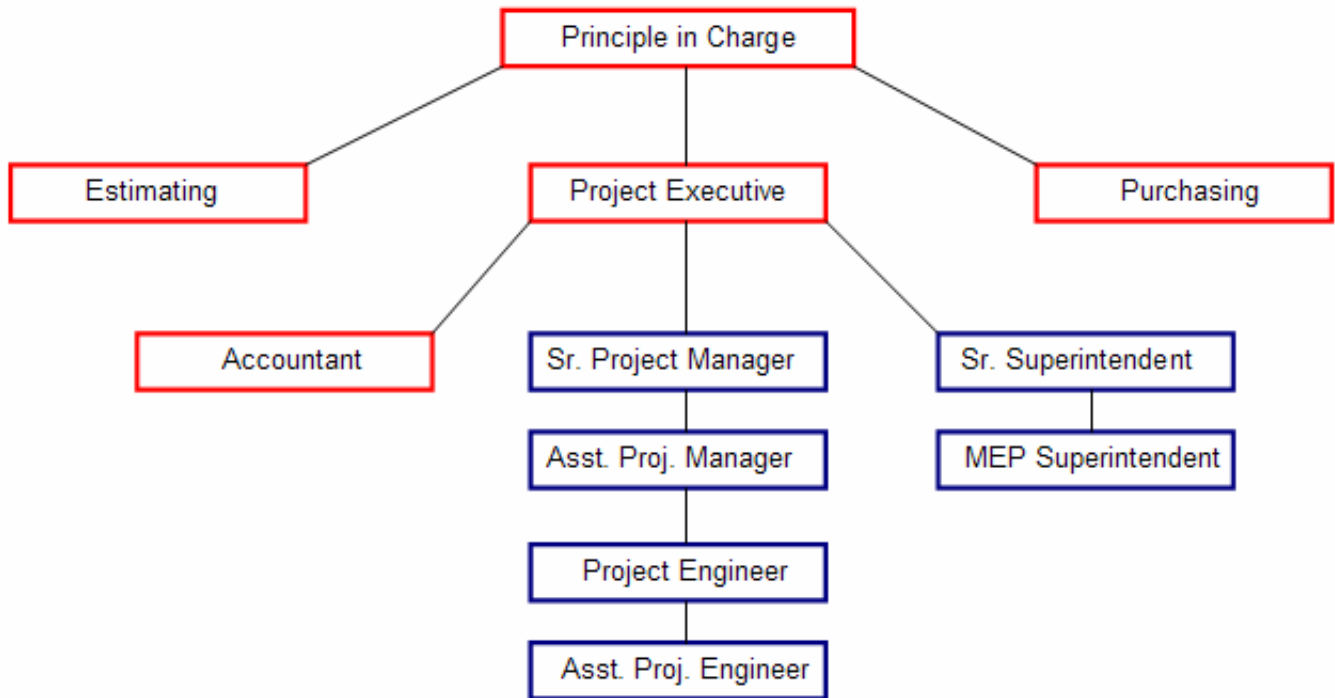 Principle in Charge
Estimating
Project Executive
Purchasing
Accountant
Sr. Project Manager
Sr. Superintendent
Asst. Proj. Manager
MEP Superintendent
Project Engineer
Asst. Proj. Engineer